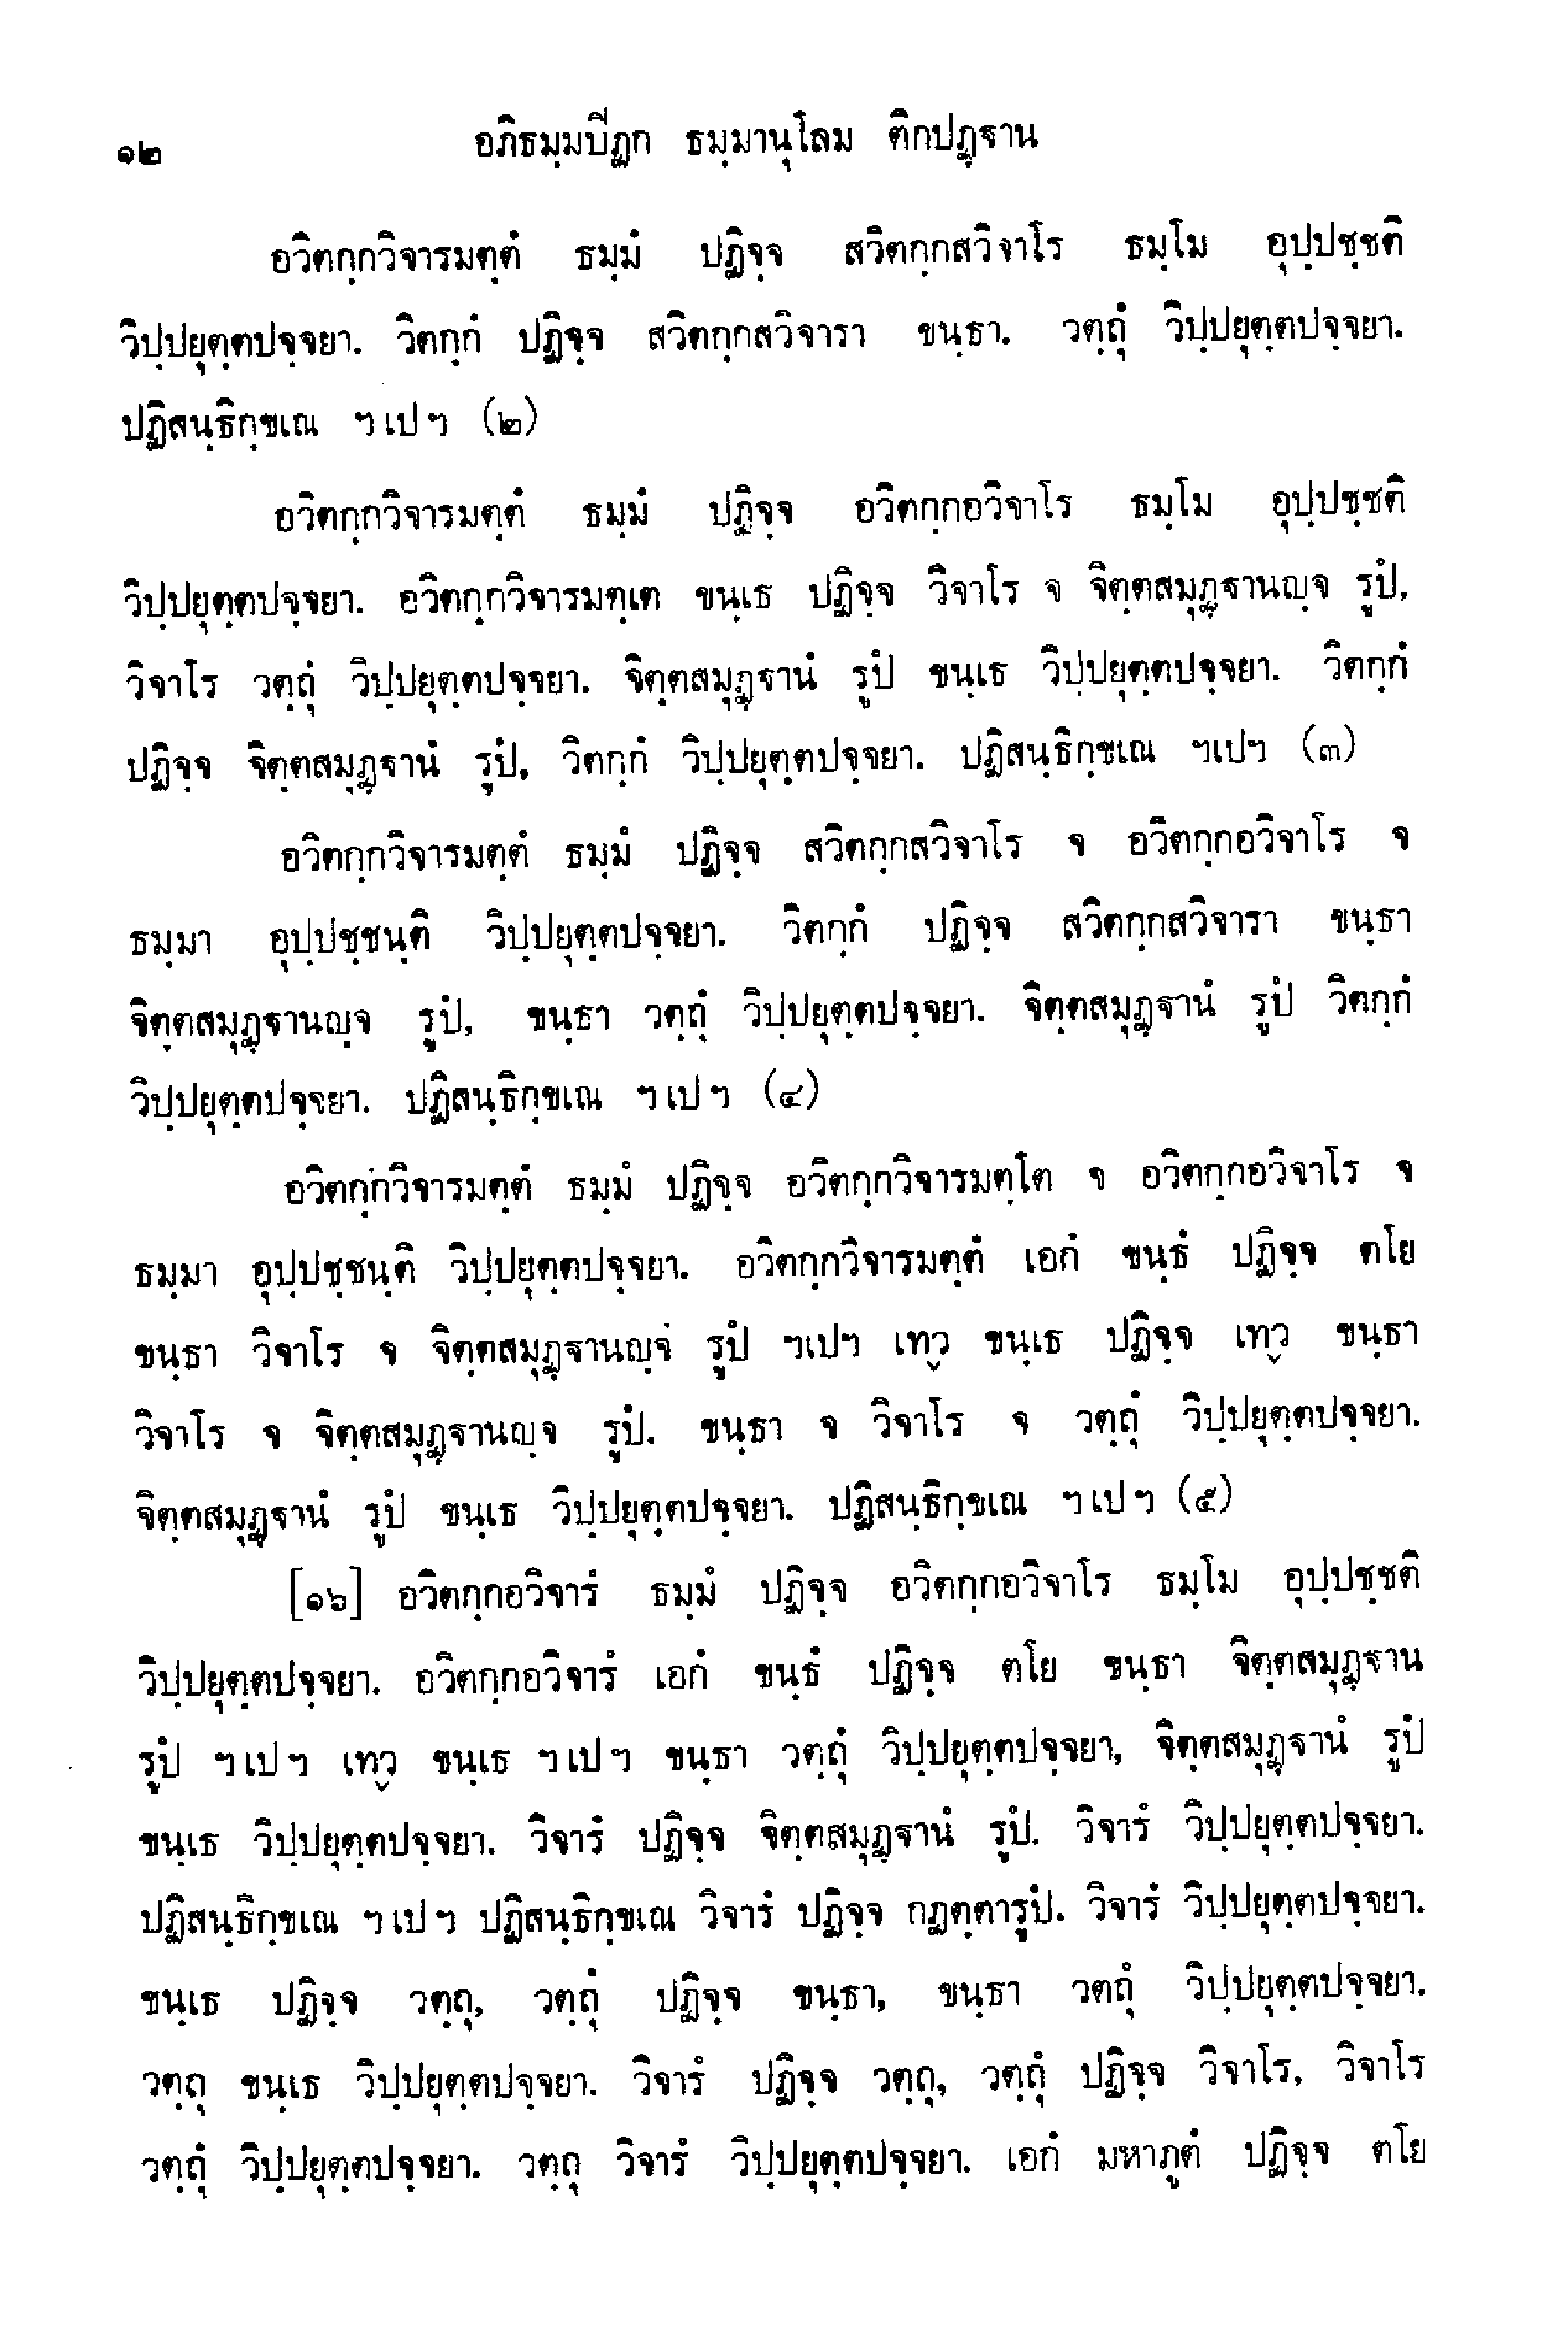 ๑๒ อภิธมฺมปิฏก ธมฺมานุโลม ติกปฏฺฐาน
อวิตกฺกวิจารมตฺตํ ธมฺมํ ปฏิจฺจ สวิตกฺกสวิจาโร ธมฺโม อุปฺปชฺชติ
วิปฺปยุตฺตปจฺจยา. วิตกฺกํ ปฏิจฺจ สวิตกฺกสวิจารา ขนฺธา. วตฺถุํ วิปฺปยุตฺตปจฺจยา.
ปฏิสนฺธิกฺขเณ ฯ เป ฯ (๒)
อวิตกฺกวิจารมตฺตํ ธมฺมํ ปฏิจฺจ อวิตกฺกอวิจาโร ธมฺโม อุปฺปชฺชติ
วิปฺปยุตฺตปจฺจยา. อวิตกฺกวิจารมตฺเต ขนฺเธ ปฏิจฺจ วิจาโร จ จิตฺตสมุฏฺฐานญฺจ รูปํ,
วิจาโร วตฺถุํ วิปฺปยุตฺตปจฺจยา. จิตฺตสมุฏฺฐานํ รูปํ ขนฺเธ วิปฺปยุตฺตปจฺจยา. วิตกฺกํ
ปฏิจฺจ จิตฺตสมุฏฺฐานํ รูปํ, วิตกฺกํ วิปฺปยุตฺตปจฺจยา. ปฏิสนฺธิกฺขเณ ฯเปฯ (๓)
อวิตกฺกวิจารมตฺตํ ธมฺมํ ปฏิจฺจ สวิตกฺกสวิจาโร จ อวิตกฺกอวิจาโร จ
ธมฺมา อุปฺปชฺชนฺติ วิปฺปยุตฺตปจฺจยา. วิตกฺกํ ปฏิจฺจ สวิตกฺกสวิจารา ขนฺธา
จิตฺตสมุฏฺฐานญฺจ รูปํ, ขนฺธา วตฺถุํ วิปฺปยุตฺตปจฺจยา. จิตฺตสมุฏฺฐานํ รูปํ วิตกฺกํ
วิปฺปยุตฺตปจฺจยา. ปฏิสนฺธิกฺขเณ ฯ เป ฯ (๔)
อวิตกฺกวิจารมตฺตํ ธมฺมํ ปฏิจฺจ อวิตกฺกวิจารมตฺโต จ อวิตกฺกอวิจาโร จ
ธมฺมา อุปฺปชฺชนฺติ วิปฺปยุตฺตปจฺจยา. อวิตกฺกวิจารมตฺตํ เอกํ ขนฺธํ ปฏิจฺจ ตโย
ขนฺธา วิจาโร จ จิตฺตสมุฏฺฐานญฺจ รูปํ ฯเปฯ เทฺว ขนฺเธ ปฏิจฺจ เทฺว ขนฺธา
วิจาโร จ จิตฺตสมุฏฺฐานญฺจ รูปํ. ขนฺธา จ วิจาโร จ วตฺถุํ วิปฺปยุตฺตปจฺจยา.
จิตฺตสมุฏฺฐานํ รูปํ ขนฺเธ วิปฺปยุตฺตปจฺจยา. ปฏิสนฺธิกฺขเณ ฯ เป ฯ (๕)
[๑๖] อวิตกฺกอวิจารํ ธมฺมํ ปฏิจฺจ อวิตกฺกอวิจาโร ธมฺโม อุปฺปชฺชติ
วิปฺปยุตฺตปจฺจยา. อวิตกฺกอวิจารํ เอกํ ขนฺธํ ปฏิจฺจ ตโย ขนฺธา จิตฺตสมุฏฺฐาน
รูปํ ฯ เป ฯ เทฺว ขนฺเธ ฯ เป ฯ ขนฺธา วตฺถุํ วิปฺปยุตฺตปจฺจยา, จิตฺตสมุฏฺฐานํ รูปํ
ขนฺเธ วิปฺปยุตฺตปจฺจยา. วิจารํ ปฏิจฺจ จิตฺตสมุฏฺฐานํ รูปํ. วิจารํ วิปฺปยุตฺตปจฺจยา.
ปฏิสนฺธิกฺขเณ ฯ เป ฯ ปฏิสนฺธิกฺขเณ วิจารํ ปฏิจฺจ กฏตฺตารูปํ. วิจารํ วิปฺปยุตฺตปจฺจยา.
ขนฺเธ ปฏิจฺจ วตฺถุ, วตฺถุํ ปฏิจฺจ ขนฺธา, ขนฺธา วตถุํ วิปฺปยุตฺตปจฺจยา.
วตฺถุ ขนฺเธ วิปฺปยุตฺตปจฺจยา. วิจารํ ปฏิจฺจ วตฺถุ, วตฺถุํ ปฏิจฺจ วิจาโร, วิจาโร
วตฺถุํ วิปฺปยุตฺตปจฺจยา. วตฺถุ วิจารํ วิปฺปยุตฺตปจฺจยา. เอกํ มหาภูตํ ปฏิจฺจ ตโย